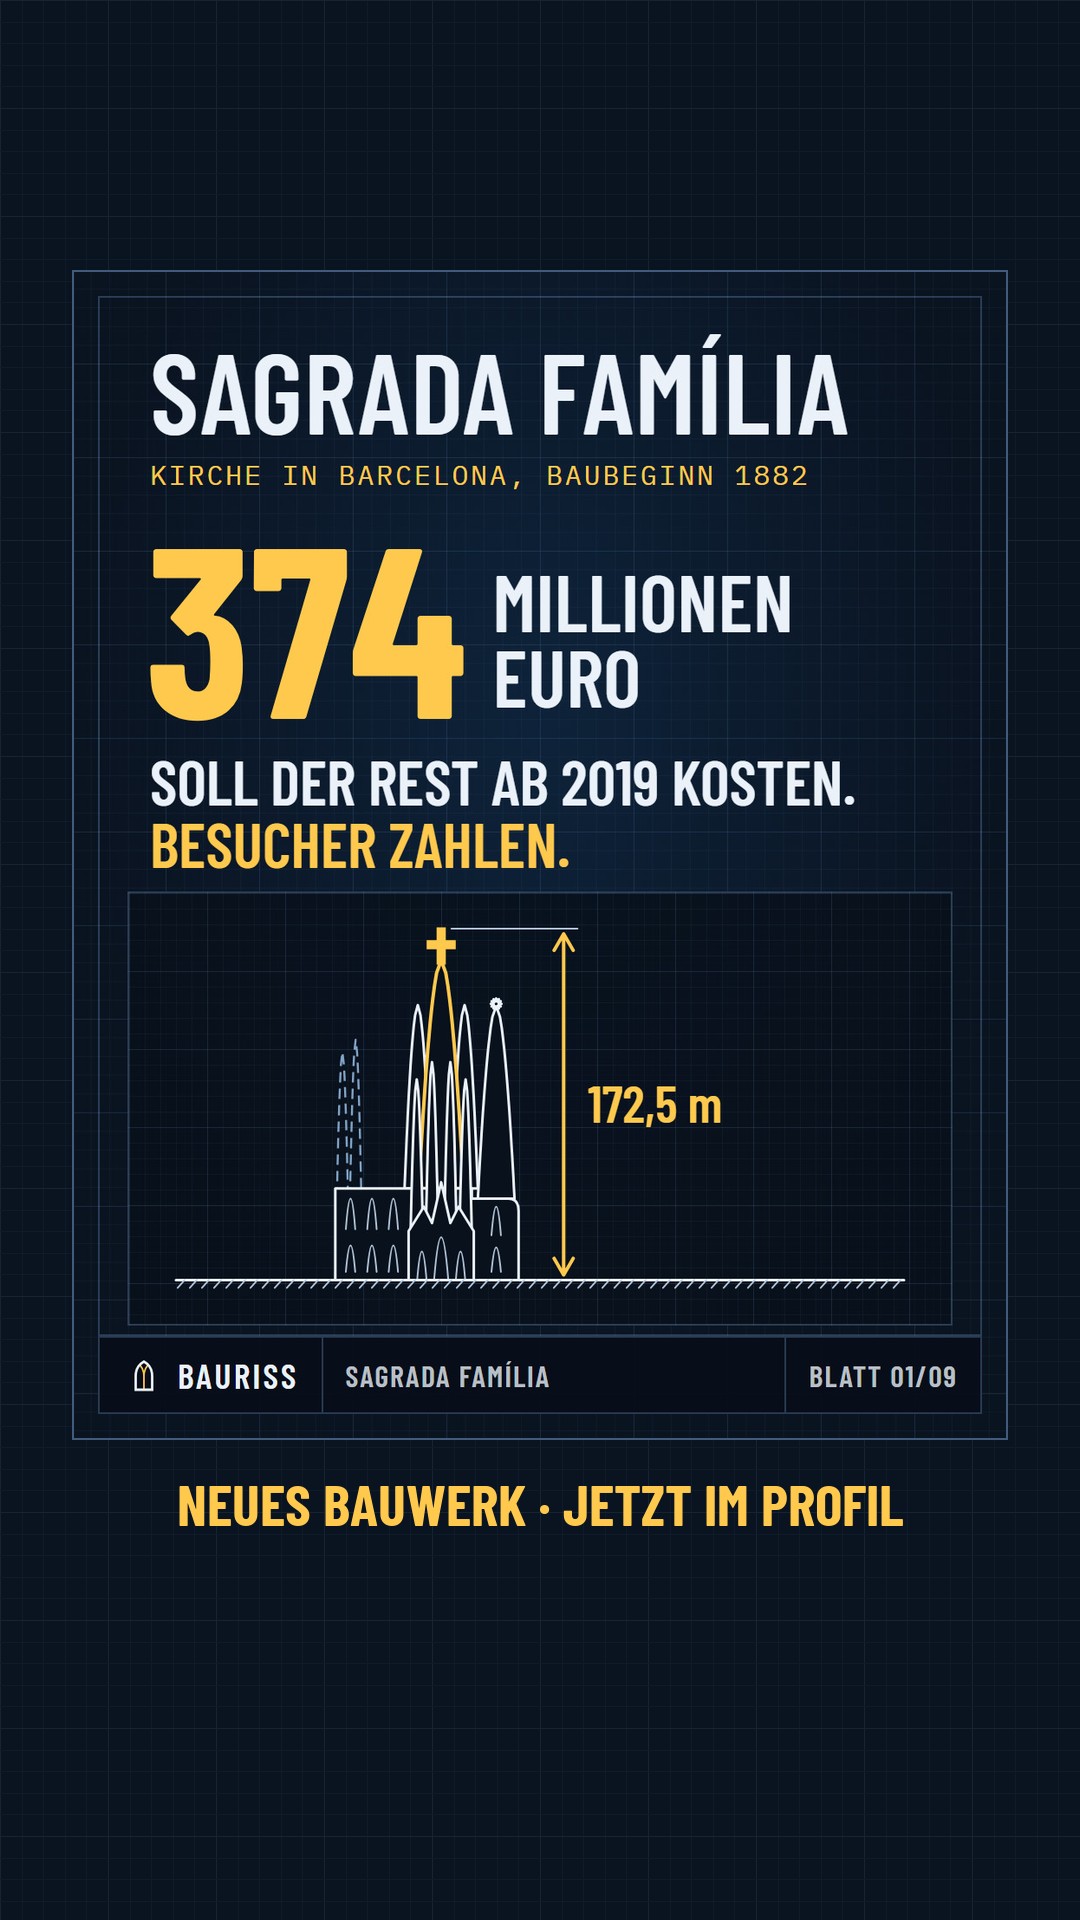 SAGRADA FAMÍLIA
KIRCHE IN BARCELONA, BAUBEGINN 1882
374 MILLIONEN
EURO
SOLL DER REST AB 2019 KOSTEN.
BESUCHER ZAHLEN.
172,5 m
BAURISS SAGRADA FAMÍLIA BLATT 01/09
NEUES BAUWERK · JETZT IM PROFIL